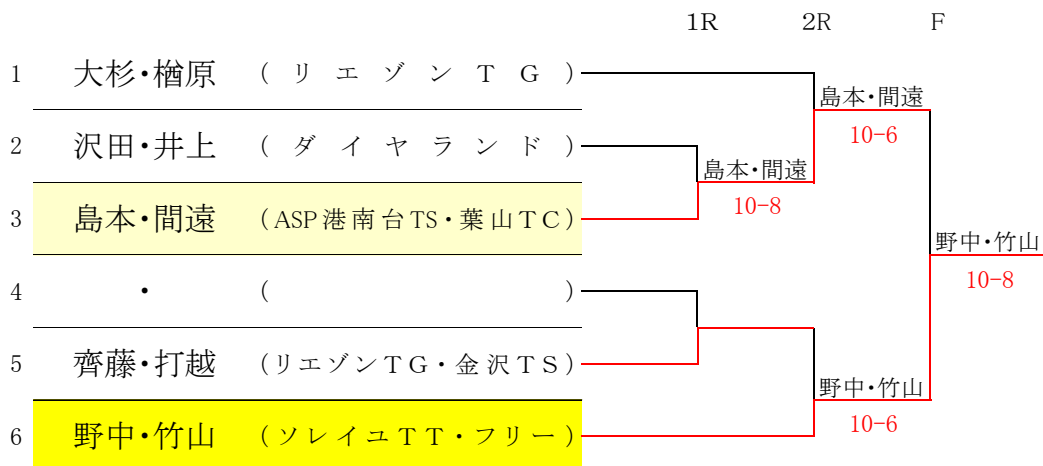 1R 2R F
1 大杉・楢原 (リエゾンTG)
島本・間遠
10-6
2 沢田・井上 (ダイヤランド)
島本・間遠
10-8
3 島本・間遠 (ASP港南台TS・葉山TC)
野中・竹山
10-8
4 ・ ( )
5 齊藤・打越 (リエゾンTG・金沢TS)
野中・竹山
10-6
6 野中・竹山 (ソレイユTT・フリー)